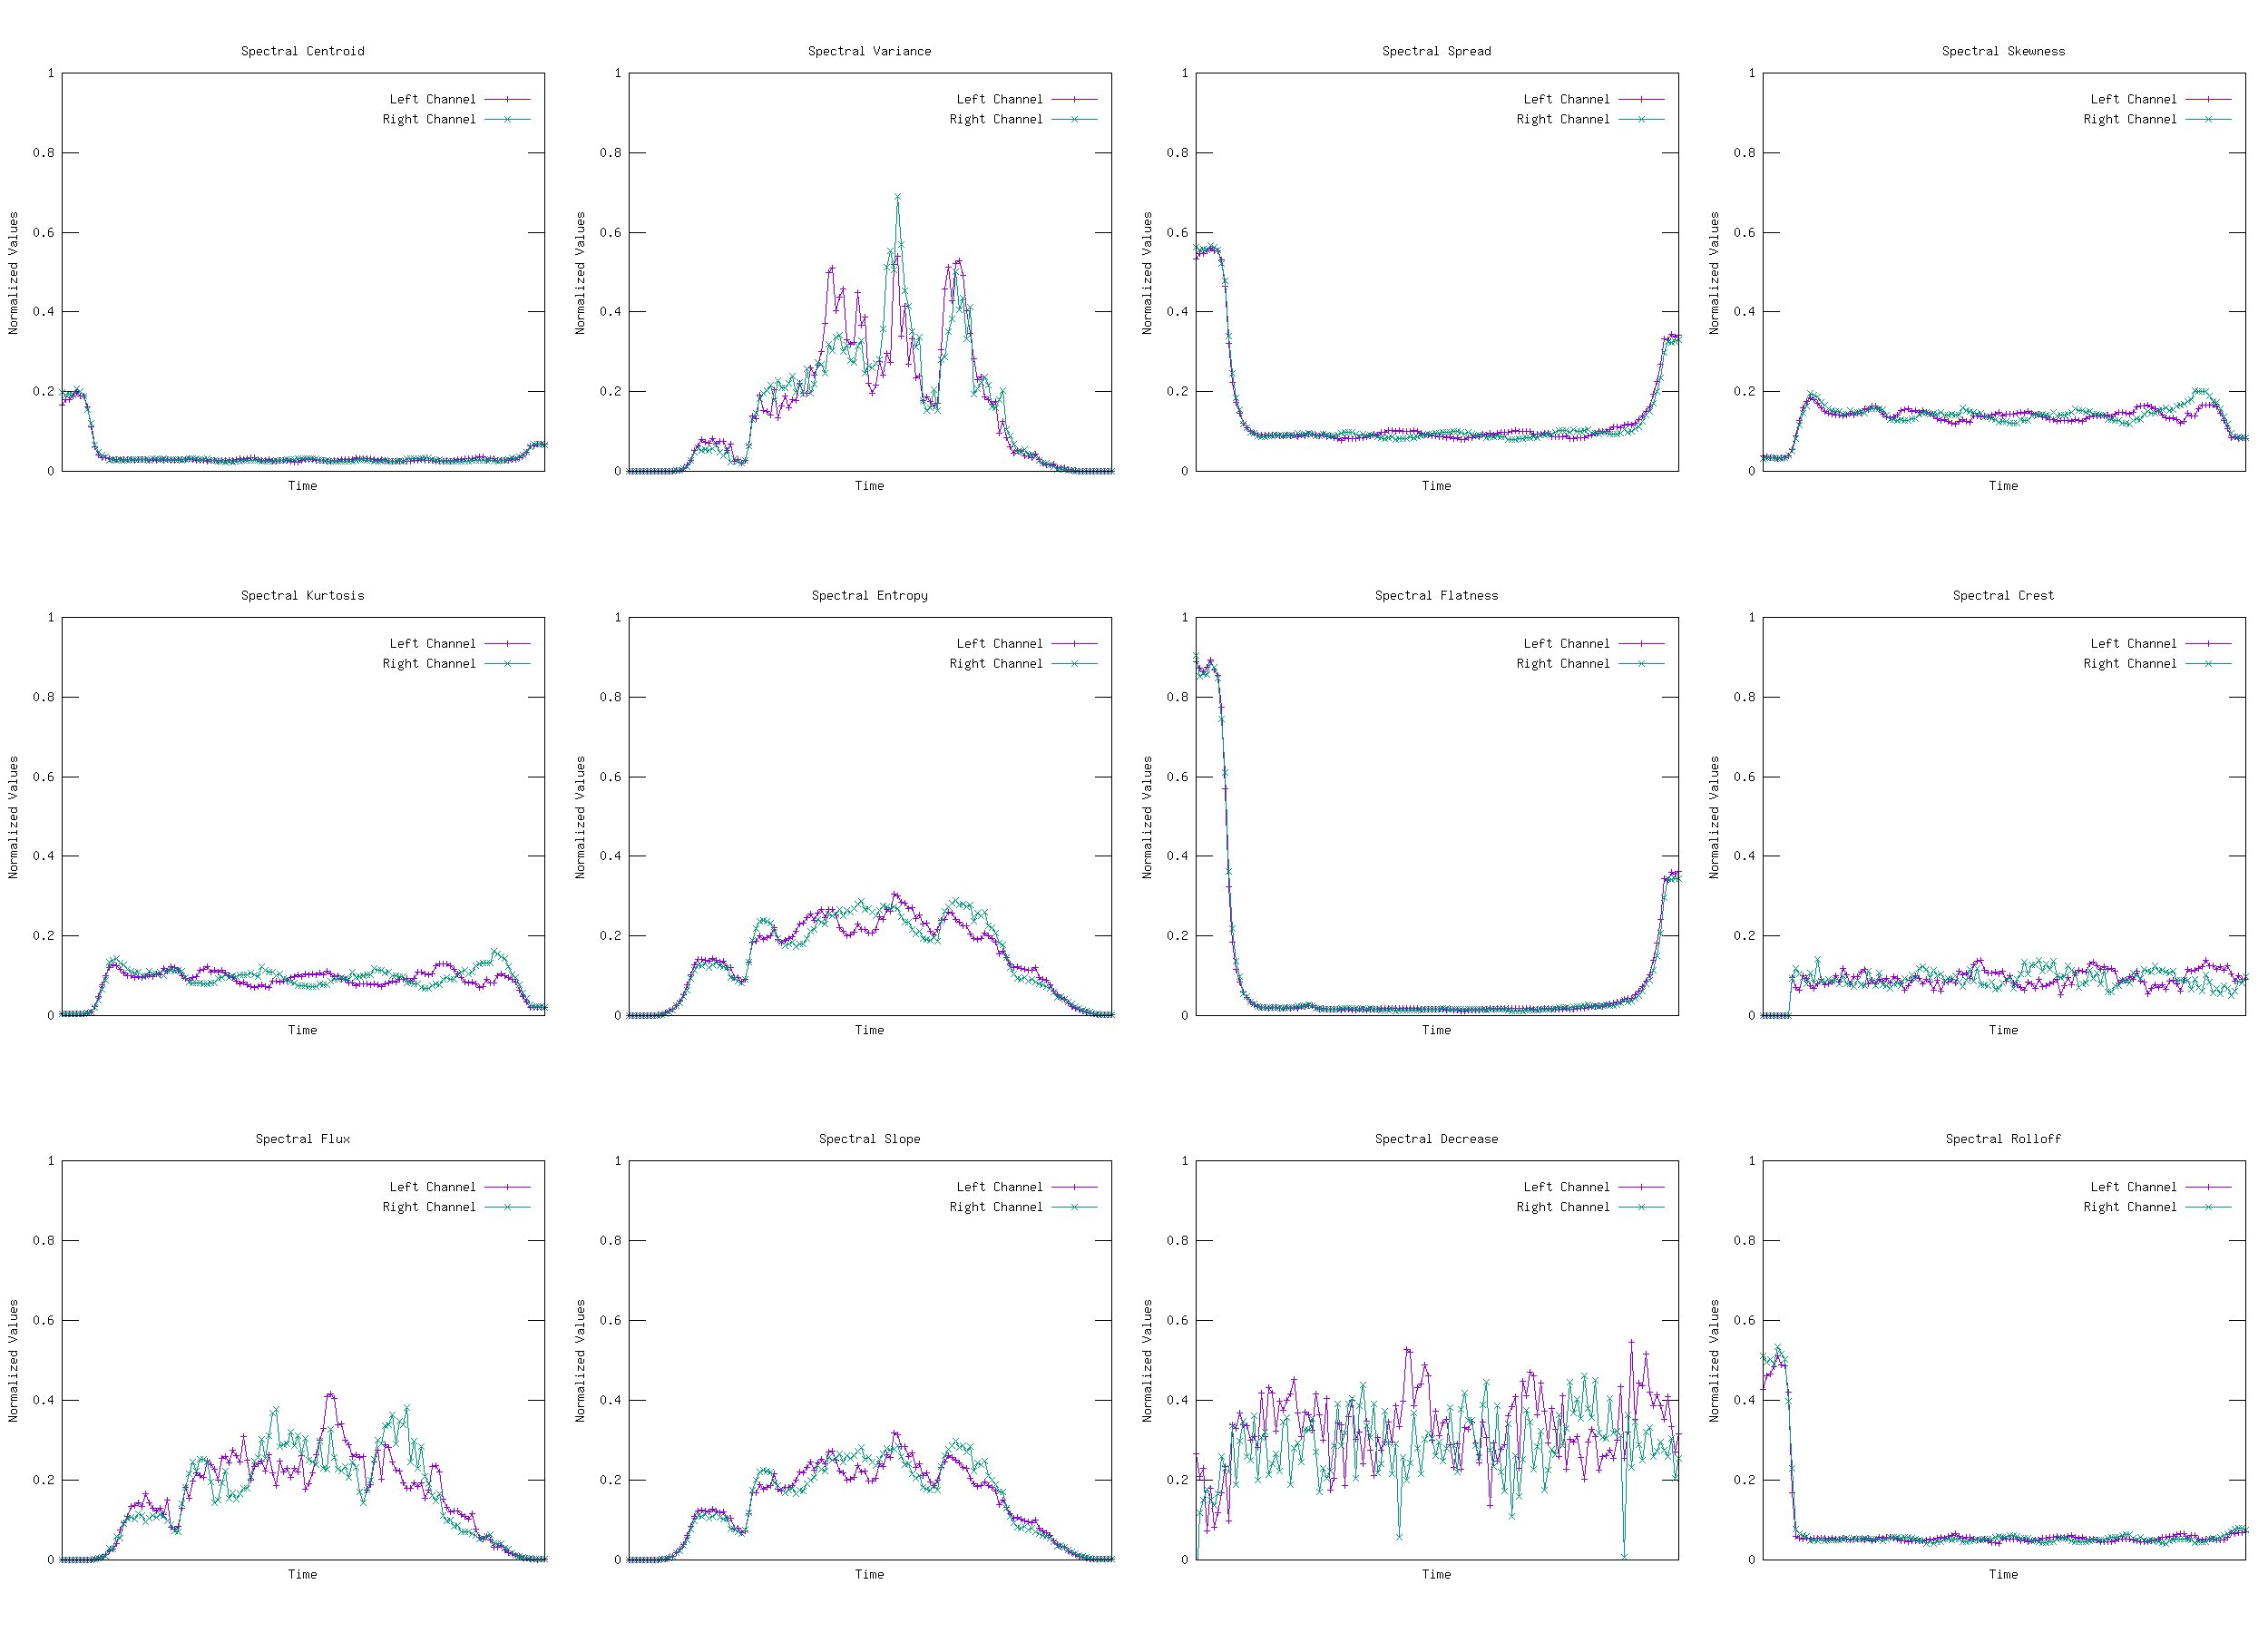 Spectral Centroid
1
0.8
0.6
0.4
0.2
0
Normalized Values
Time
Left Channel
Right Channel
Spectral Variance
1
0.8
0.6
0.4
0.2
0
Normalized Values
Time
Left Channel
Right Channel
Spectral Spread
1
0.8
0.6
0.4
0.2
0
Normalized Values
Time
Left Channel
Right Channel
Spectral Skewness
1
0.8
0.6
0.4
0.2
0
Normalized Values
Time
Left Channel
Right Channel
Spectral Kurtosis
1
0.8
0.6
0.4
0.2
0
Normalized Values
Time
Left Channel
Right Channel
Spectral Entropy
1
0.8
0.6
0.4
0.2
0
Normalized Values
Time
Left Channel
Right Channel
Spectral Flatness
1
0.8
0.6
0.4
0.2
0
Normalized Values
Time
Left Channel
Right Channel
Spectral Crest
1
0.8
0.6
0.4
0.2
0
Normalized Values
Time
Left Channel
Right Channel
Spectral Flux
1
0.8
0.6
0.4
0.2
0
Normalized Values
Time
Left Channel
Right Channel
Spectral Slope
1
0.8
0.6
0.4
0.2
0
Normalized Values
Time
Left Channel
Right Channel
Spectral Decrease
1
0.8
0.6
0.4
0.2
0
Normalized Values
Time
Left Channel
Right Channel
Spectral Rolloff
1
0.8
0.6
0.4
0.2
0
Normalized Values
Time
Left Channel
Right Channel